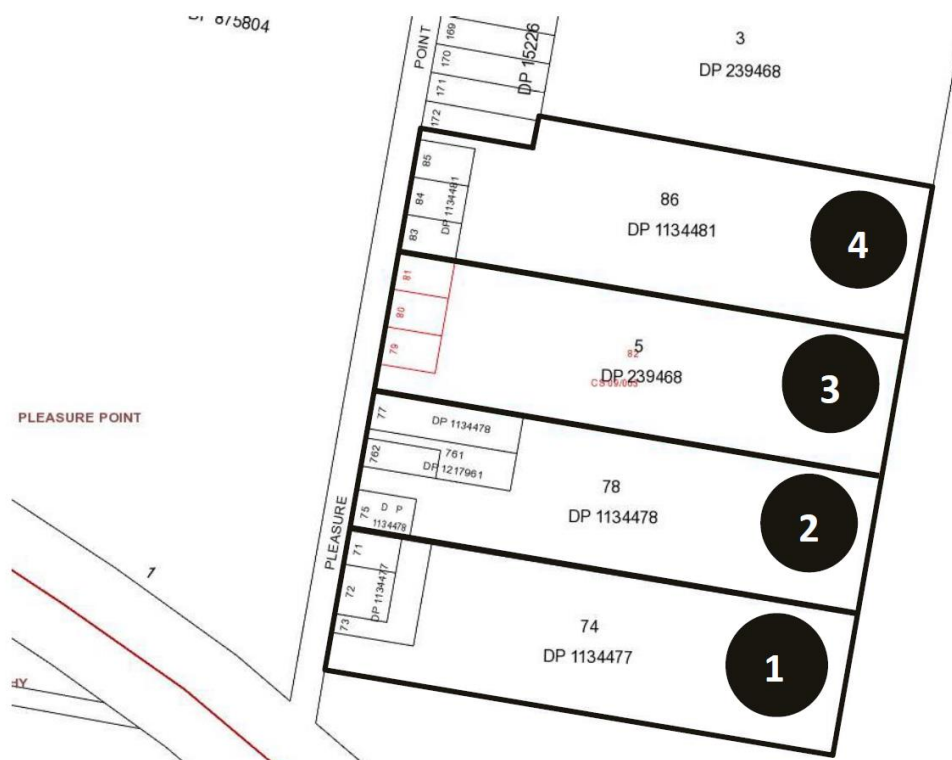 DP 875804
POINT
169
170
171
172
DP 15226
3
DP 239468
85
84
83
DP 1134481
86
DP 1134481
4
81
80
79
5
82
DP 239468
3
PLEASURE POINT
77
DP 1134478
762
761
DP 1217961
75
D P
1134478
78
DP 1134478
2
PLEASURE
1
71
72
73
DP 1134477
74
DP 1134477
1